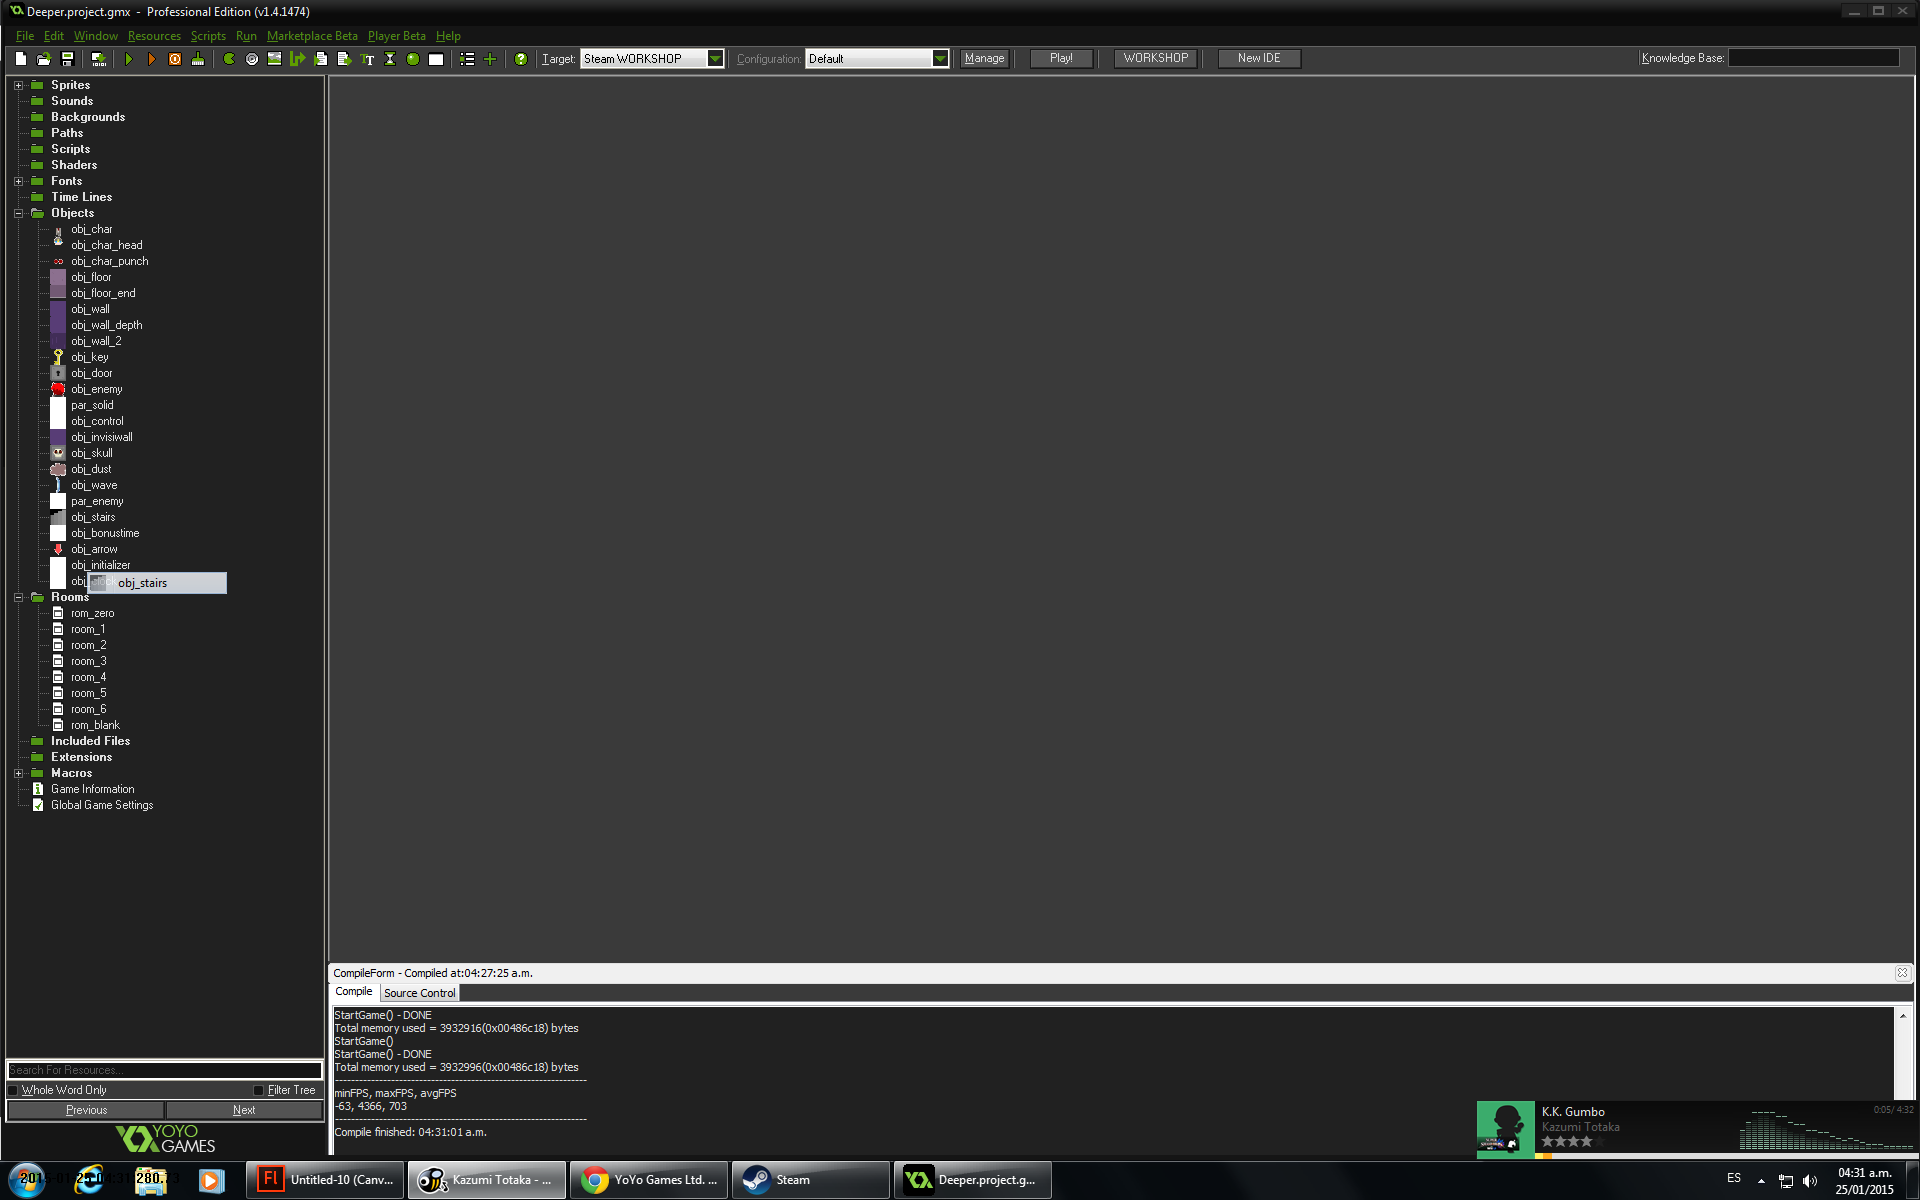 Deeper.project.gmx - Professional Edition (v1.4.1474)
File Edit Window Resources Scripts Run Marketplace Beta Player Beta Help
Target: Steam WORKSHOP Configuration: Default Manage Play! WORKSHOP New IDE Knowledge Base:
Sprites
Sounds
Backgrounds
Paths
Scripts
Shaders
Fonts
Time Lines
Objects
obj_char
obj_char_head
obj_char_punch
obj_floor
obj_floor_end
obj_wall
obj_wall_depth
obj_wall_2
obj_key
obj_door
obj_enemy
par_solid
obj_control
obj_invisiwall
obj_skull
obj_dust
obj_wave
par_enemy
obj_stairs
obj_bonustime
obj_arrow
obj_initializer
obj_stairs
Rooms
rom_zero
room_1
room_2
room_3
room_4
room_5
room_6
rom_blank
Included Files
Extensions
Macros
Game Information
Global Game Settings
Search For Resources...
Whole Word Only Filter Tree
Previous Next
YOYO
GAMES
CompileForm - Compiled at:04:27:25 a.m.
Compile Source Control
StartGame() - DONE
Total memory used = 3932916(0x00486c18) bytes
StartGame()
StartGame() - DONE
Total memory used = 3932996(0x00486c18) bytes
minFPS, maxFPS, avgFPS
-63, 4366, 703
Compile finished: 04:31:01 a.m.
K.K. Gumbo
0:05/ 4:32
Kazumi Totaka
Untitled-10 (Canv... Kazumi Totaka - ... YoYo Games Ltd. ... Steam Deeper.project.g...
ES
04:31 a.m.
25/01/2015